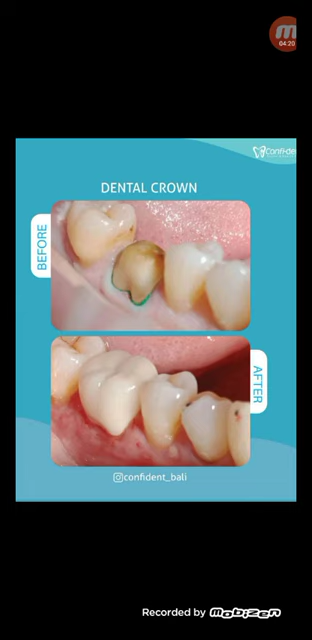 04:20
DENTAL CROWN
BEFORE
AFTER
confident_bali
Recorded by MOBIZEN